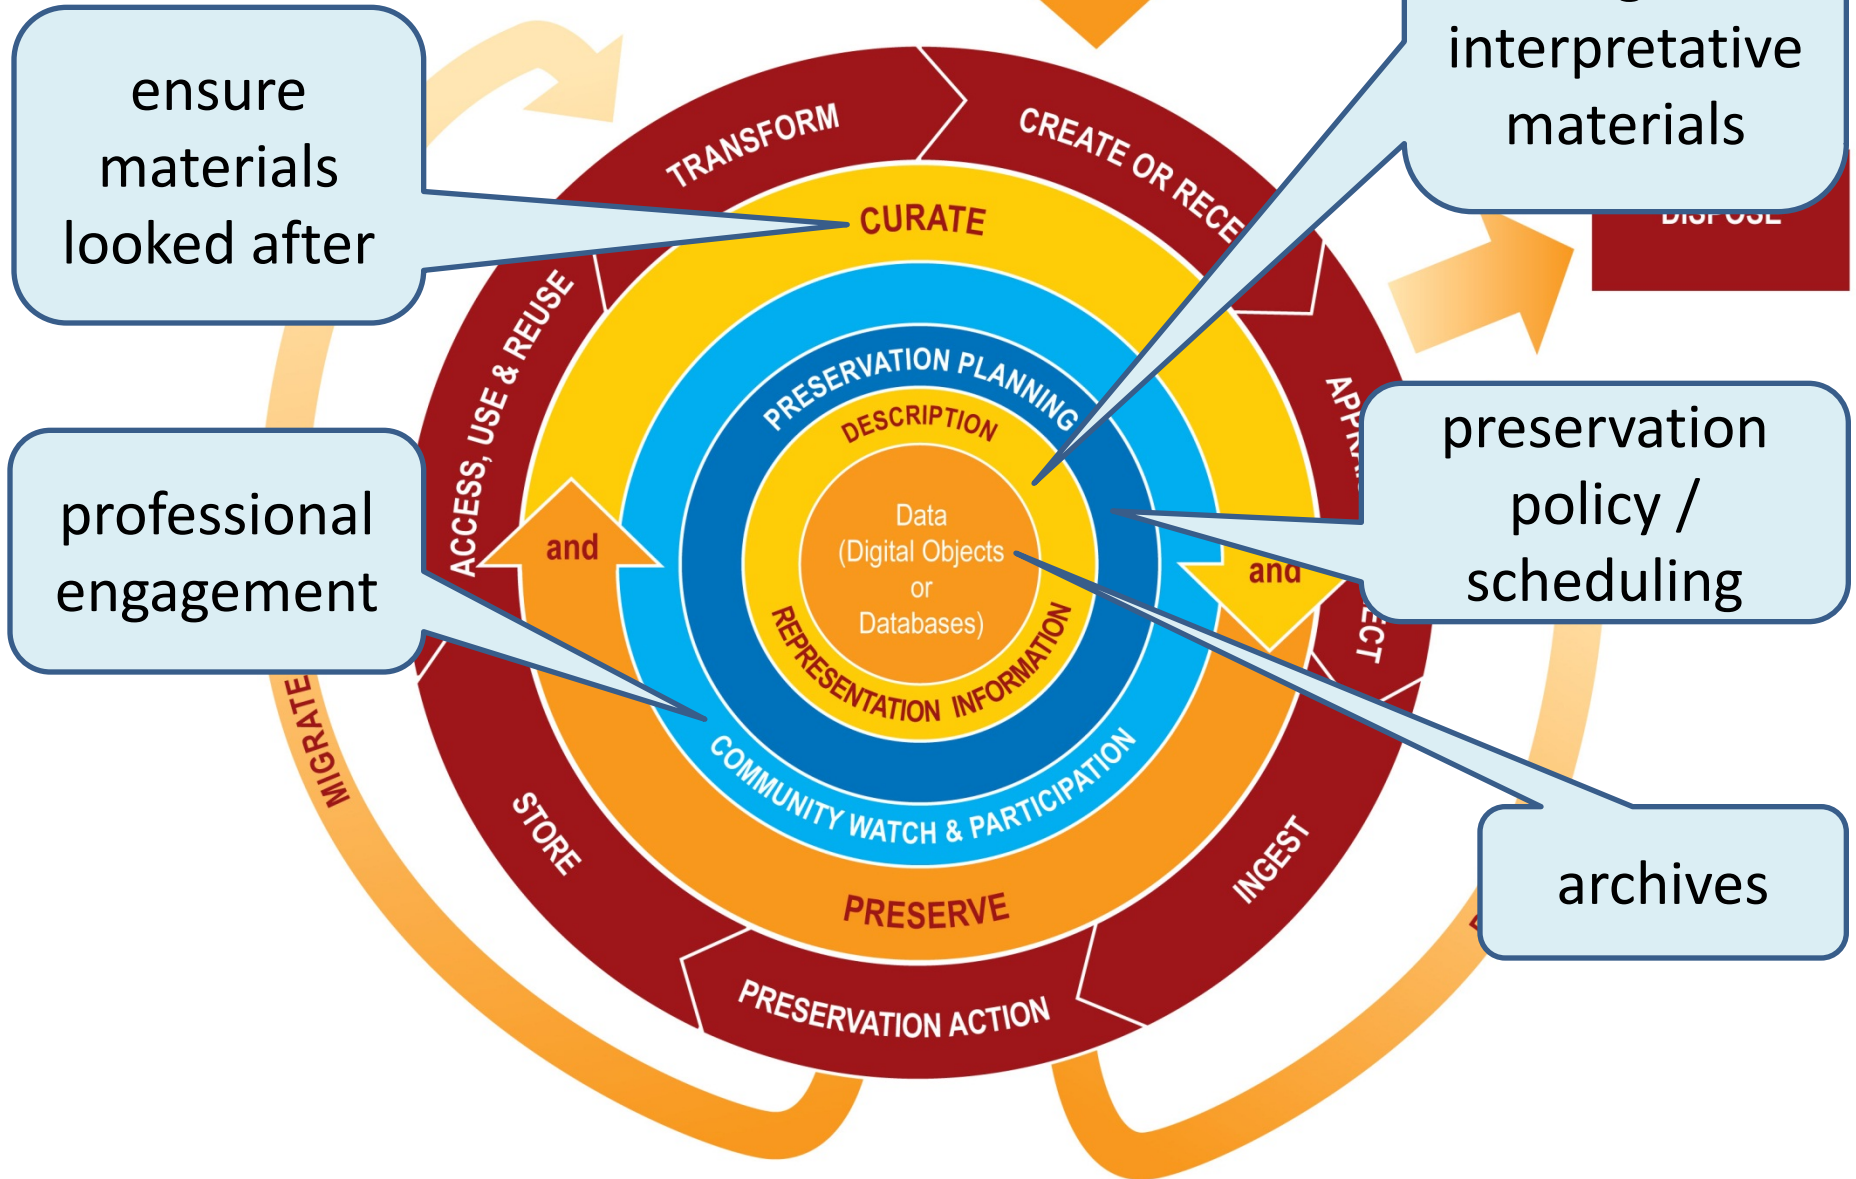 ensure
materials
looked after
interpretative
materials
TRANSFORM
CREATE OR RECE
DISPOSE
CURATE
ACCESS, USE & REUSE
PRESERVATION PLANNING
DESCRIPTION
preservation
policy /
scheduling
professional
engagement
and
Data
(Digital Objects
or
Databases)
and
REPRESENTATION INFORMATION
MIGRATE
COMMUNITY WATCH & PARTICIPATION
STORE
INGEST
archives
PRESERVE
PRESERVATION ACTION